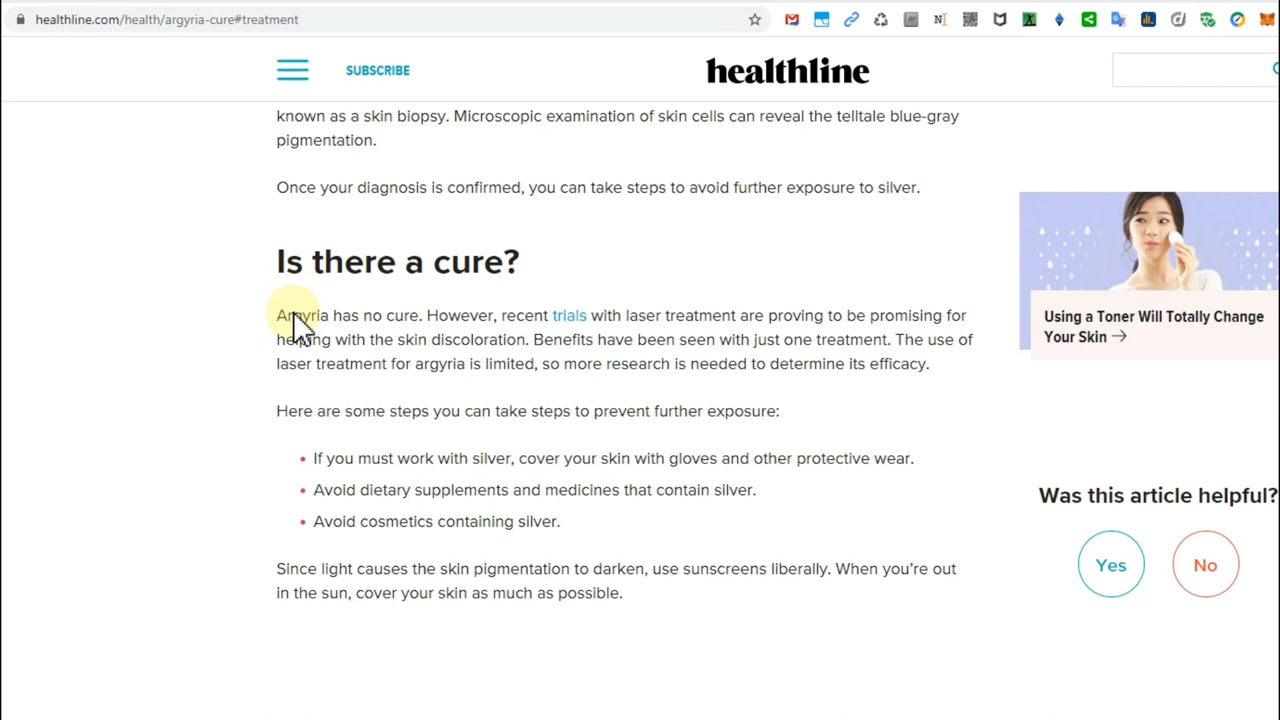 healthline.com/health/argyria-cure#treatment
SUBSCRIBE
healthline
known as a skin biopsy. Microscopic examination of skin cells can reveal the telltale blue-gray
pigmentation.
Once your diagnosis is confirmed, you can take steps to avoid further exposure to silver.
Is there a cure?
Argyria has no cure. However, recent trials with laser treatment are proving to be promising for
helping with the skin discoloration. Benefits have been seen with just one treatment. The use of
laser treatment for argyria is limited, so more research is needed to determine its efficacy.
Here are some steps you can take steps to prevent further exposure:
If you must work with silver, cover your skin with gloves and other protective wear.
Avoid dietary supplements and medicines that contain silver.
Avoid cosmetics containing silver.
Since light causes the skin pigmentation to darken, use sunscreens liberally. When you’re out
in the sun, cover your skin as much as possible.
Using a Toner Will Totally Change
Your Skin
Was this article helpful?
Yes
No